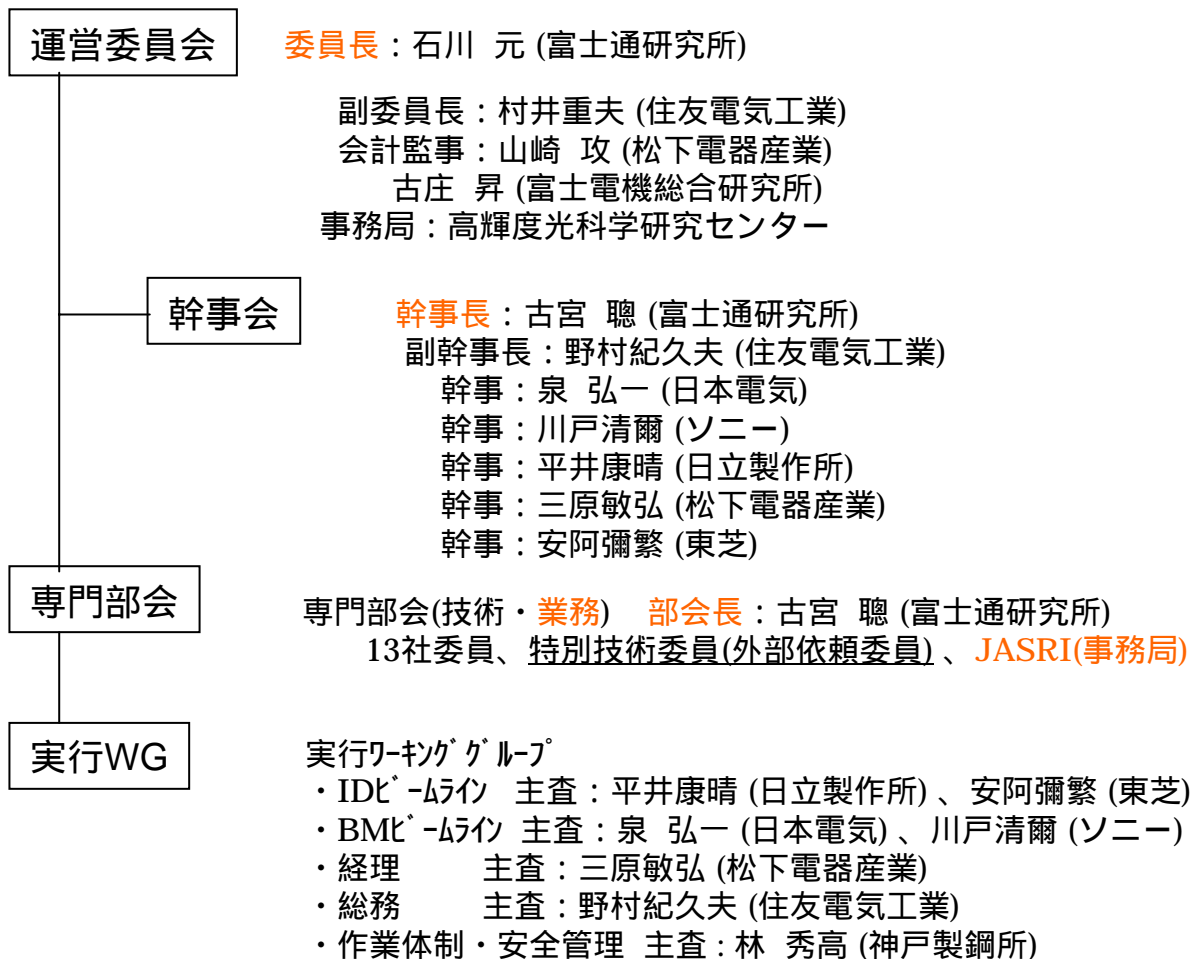 運営委員会 委員長：石川 元 (富士通研究所)
副委員長：村井重夫 (住友電気工業)
会計監事：山崎 攻 (松下電器産業)
古庄 昇 (富士電機総合研究所)
事務局：高輝度光科学研究センター
幹事会 幹事長：古宮 聰 (富士通研究所)
副幹事長：野村紀久夫 (住友電気工業)
幹事：泉 弘一 (日本電気)
幹事：川戸清爾 (ソニー)
幹事：平井康晴 (日立製作所)
幹事：三原敏弘 (松下電器産業)
幹事：安阿彌繁 (東芝)
専門部会 専門部会(技術・業務) 部会長：古宮 聰 (富士通研究所)
13社委員、特別技術委員(外部依頼委員) 、JASRI(事務局)
実行WG 実行ﾜｰｷﾝｸﾞｸﾞﾙｰﾌﾟ
・IDﾋﾞｰﾑﾗｲﾝ 主査：平井康晴 (日立製作所) 、安阿彌繁 (東芝)
・BMﾋﾞｰﾑﾗｲﾝ 主査：泉 弘一 (日本電気) 、川戸清爾 (ソニー)
・経理 主査：三原敏弘 (松下電器産業)
・総務 主査：野村紀久夫 (住友電気工業)
・作業体制・安全管理 主査：林 秀高 (神戸製鋼所)